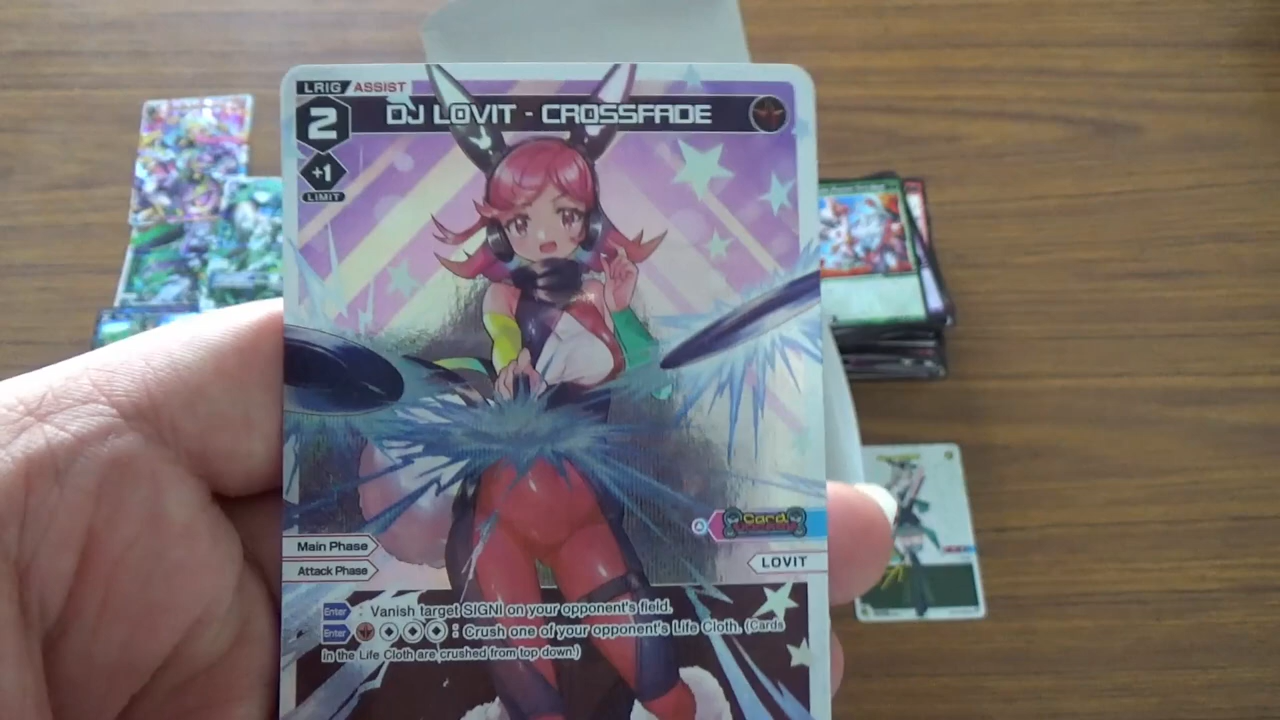 LRIG ASSIST
2 DJ LOVIT - CROSSFADE
+1
LIMIT
Card
Main Phase
LOVIT
Attack Phase
Enter : Vanish target SIGNI on your opponent's field.
Enter : Crush one of your opponent's Life Cloth. (Cards
in the Life Cloth are crushed from top down.)